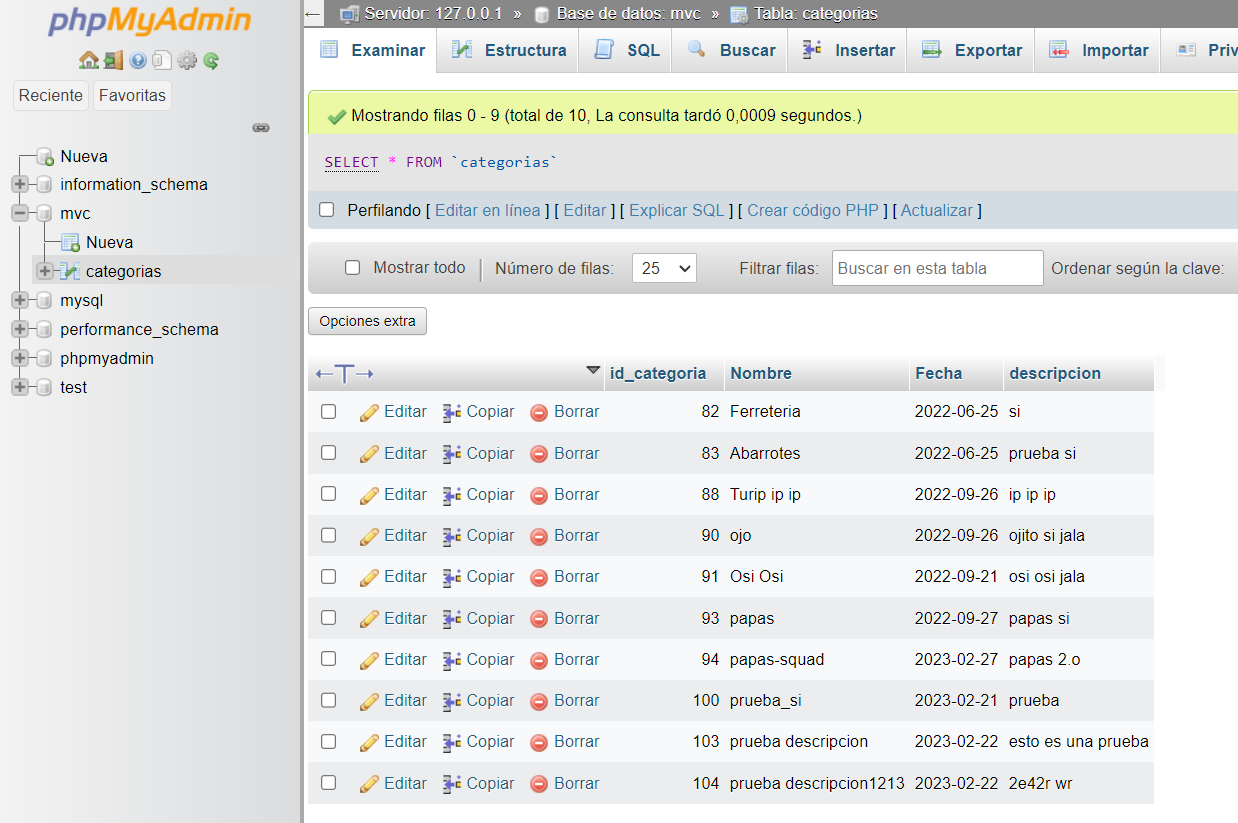 phpMyAdmin
Reciente Favoritas
Nueva
information_schema
mvc
Nueva
categorias
mysql
performance_schema
phpmyadmin
test
← Servidor: 127.0.0.1 » Base de datos: mvc » Tabla: categorias
Examinar Estructura SQL Buscar Insertar Exportar Importar Priv
Mostrando filas 0 - 9 (total de 10, La consulta tardó 0,0009 segundos.)
SELECT * FROM `categorias`
Perfilando [ Editar en línea ] [ Editar ] [ Explicar SQL ] [ Crear código PHP ] [ Actualizar ]
Mostrar todo Número de filas: 25 Filtrar filas: Buscar en esta tabla Ordenar según la clave:
Opciones extra
←T→ id_categoria Nombre Fecha descripcion
Editar Copiar Borrar 82 Ferreteria 2022-06-25 si
Editar Copiar Borrar 83 Abarrotes 2022-06-25 prueba si
Editar Copiar Borrar 88 Turip ip ip 2022-09-26 ip ip ip
Editar Copiar Borrar 90 ojo 2022-09-26 ojito si jala
Editar Copiar Borrar 91 Osi Osi 2022-09-21 osi osi jala
Editar Copiar Borrar 93 papas 2022-09-27 papas si
Editar Copiar Borrar 94 papas-squad 2023-02-27 papas 2.o
Editar Copiar Borrar 100 prueba_si 2023-02-21 prueba
Editar Copiar Borrar 103 prueba descripcion 2023-02-22 esto es una prueba
Editar Copiar Borrar 104 prueba descripcion1213 2023-02-22 2e42r wr